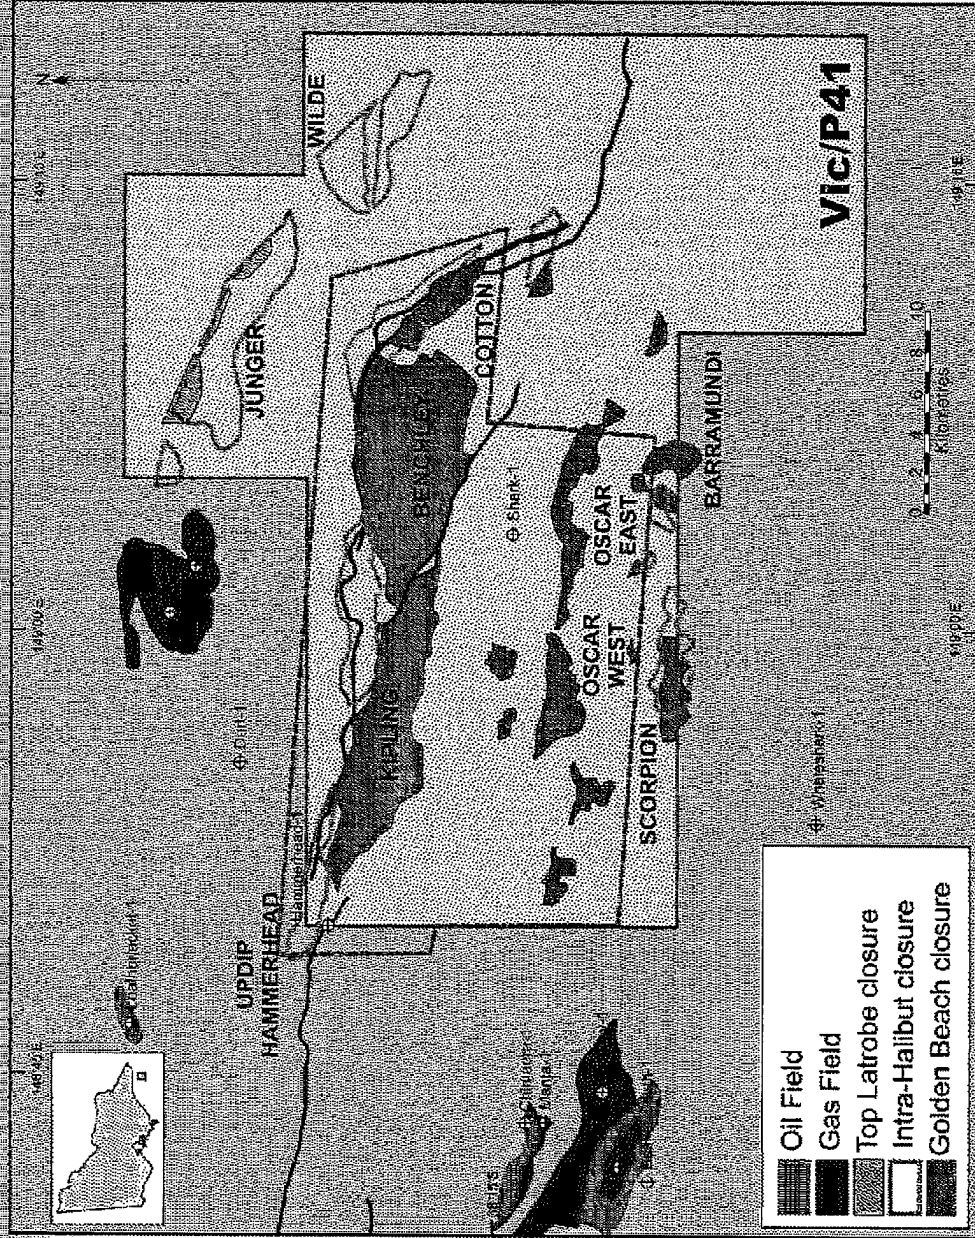 N
WILDE
JUNGER
Vic/P41
COTTON
BENCHLEY
Shark-1
OSCAR
EAST
OSCAR
WEST
KIPLING
BARRAMUNDI
SCORPION
UPDIP
HAMMERHEAD
Hammerhead-1
Whaleshark-1
0 2 4 6 8 10
Kilometres
Oil Field
Gas Field
Top Latrobe closure
Intra-Halibut closure
Golden Beach closure